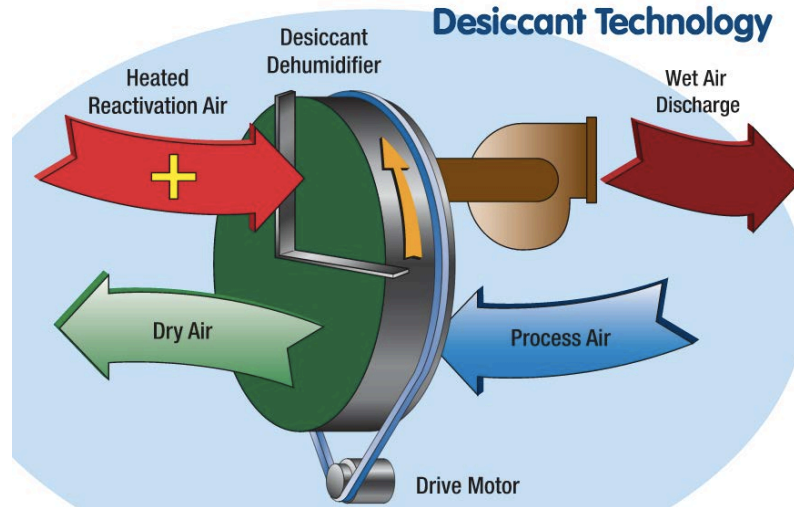 Desiccant Technology
Desiccant
Dehumidifier
Heated
Reactivation Air
Wet Air
Discharge
Dry Air
Process Air
Drive Motor